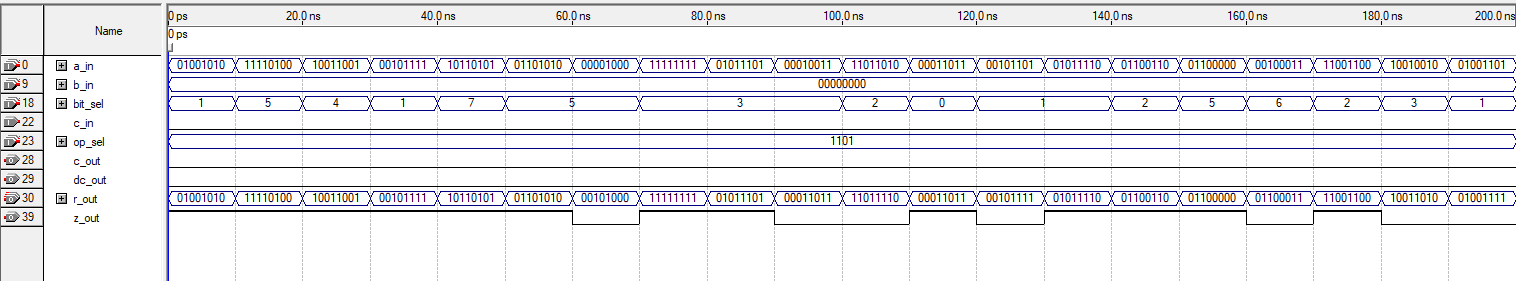 Name
0 ps 20.0 ns 40.0 ns 60.0 ns 80.0 ns 100.0 ns 120.0 ns 140.0 ns 160.0 ns 180.0 ns 200.0 ns
0 ps
0 a_in 01001010 11110100 10011001 00101111 10110101 01101010 00001000 11111111 01011101 00010011 11011010 00011011 00101101 01011110 01100110 01100000 00100011 11001100 10010010 01001101
9 b_in 00000000
18 bit_sel 1 5 4 1 7 5 3 2 0 1 2 5 6 2 3 1
22 c_in
23 op_sel 1101
28 c_out
29 dc_out
30 r_out 01001010 11110100 10011001 00101111 10110101 01101010 00101000 11111111 01011101 00011011 11011110 00011011 00101111 01011110 01100110 01100000 01100011 11001100 10011010 01001111
39 z_out